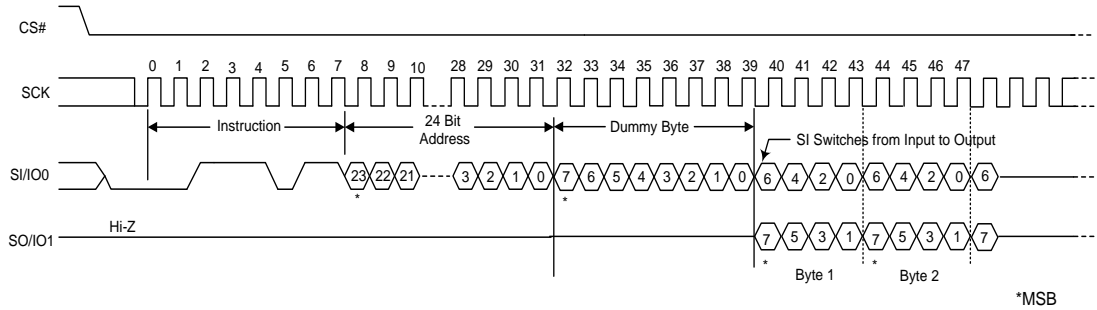 CS#
0 1 2 3 4 5 6 7 8 9 10 28 29 30 31 32 33 34 35 36 37 38 39 40 41 42 43 44 45 46 47
SCK
Instruction
24 Bit
Address
Dummy Byte
SI Switches from Input to Output
SI/IO0
23 22 21 3 2 1 0 7 6 5 4 3 2 1 0 6 4 2 0 6 4 2 0 6
* *
Hi-Z
SO/IO1
7 5 3 1 7 5 3 1 7
* *
Byte 1 Byte 2
*MSB